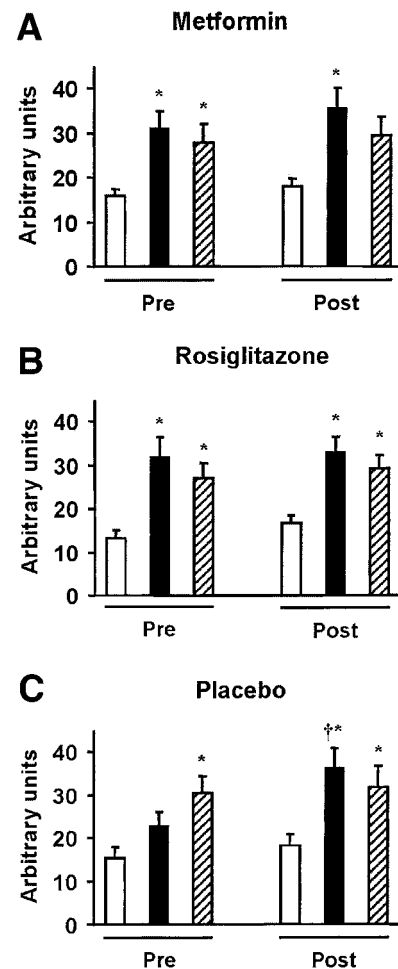 A
Metformin
Arbitrary units
40
30
20
10
0
*
*
*
Pre
Post
B
Rosiglitazone
Arbitrary units
40
30
20
10
0
*
*
*
*
Pre
Post
C
Placebo
Arbitrary units
40
30
20
10
0
*
†*
*
Pre
Post